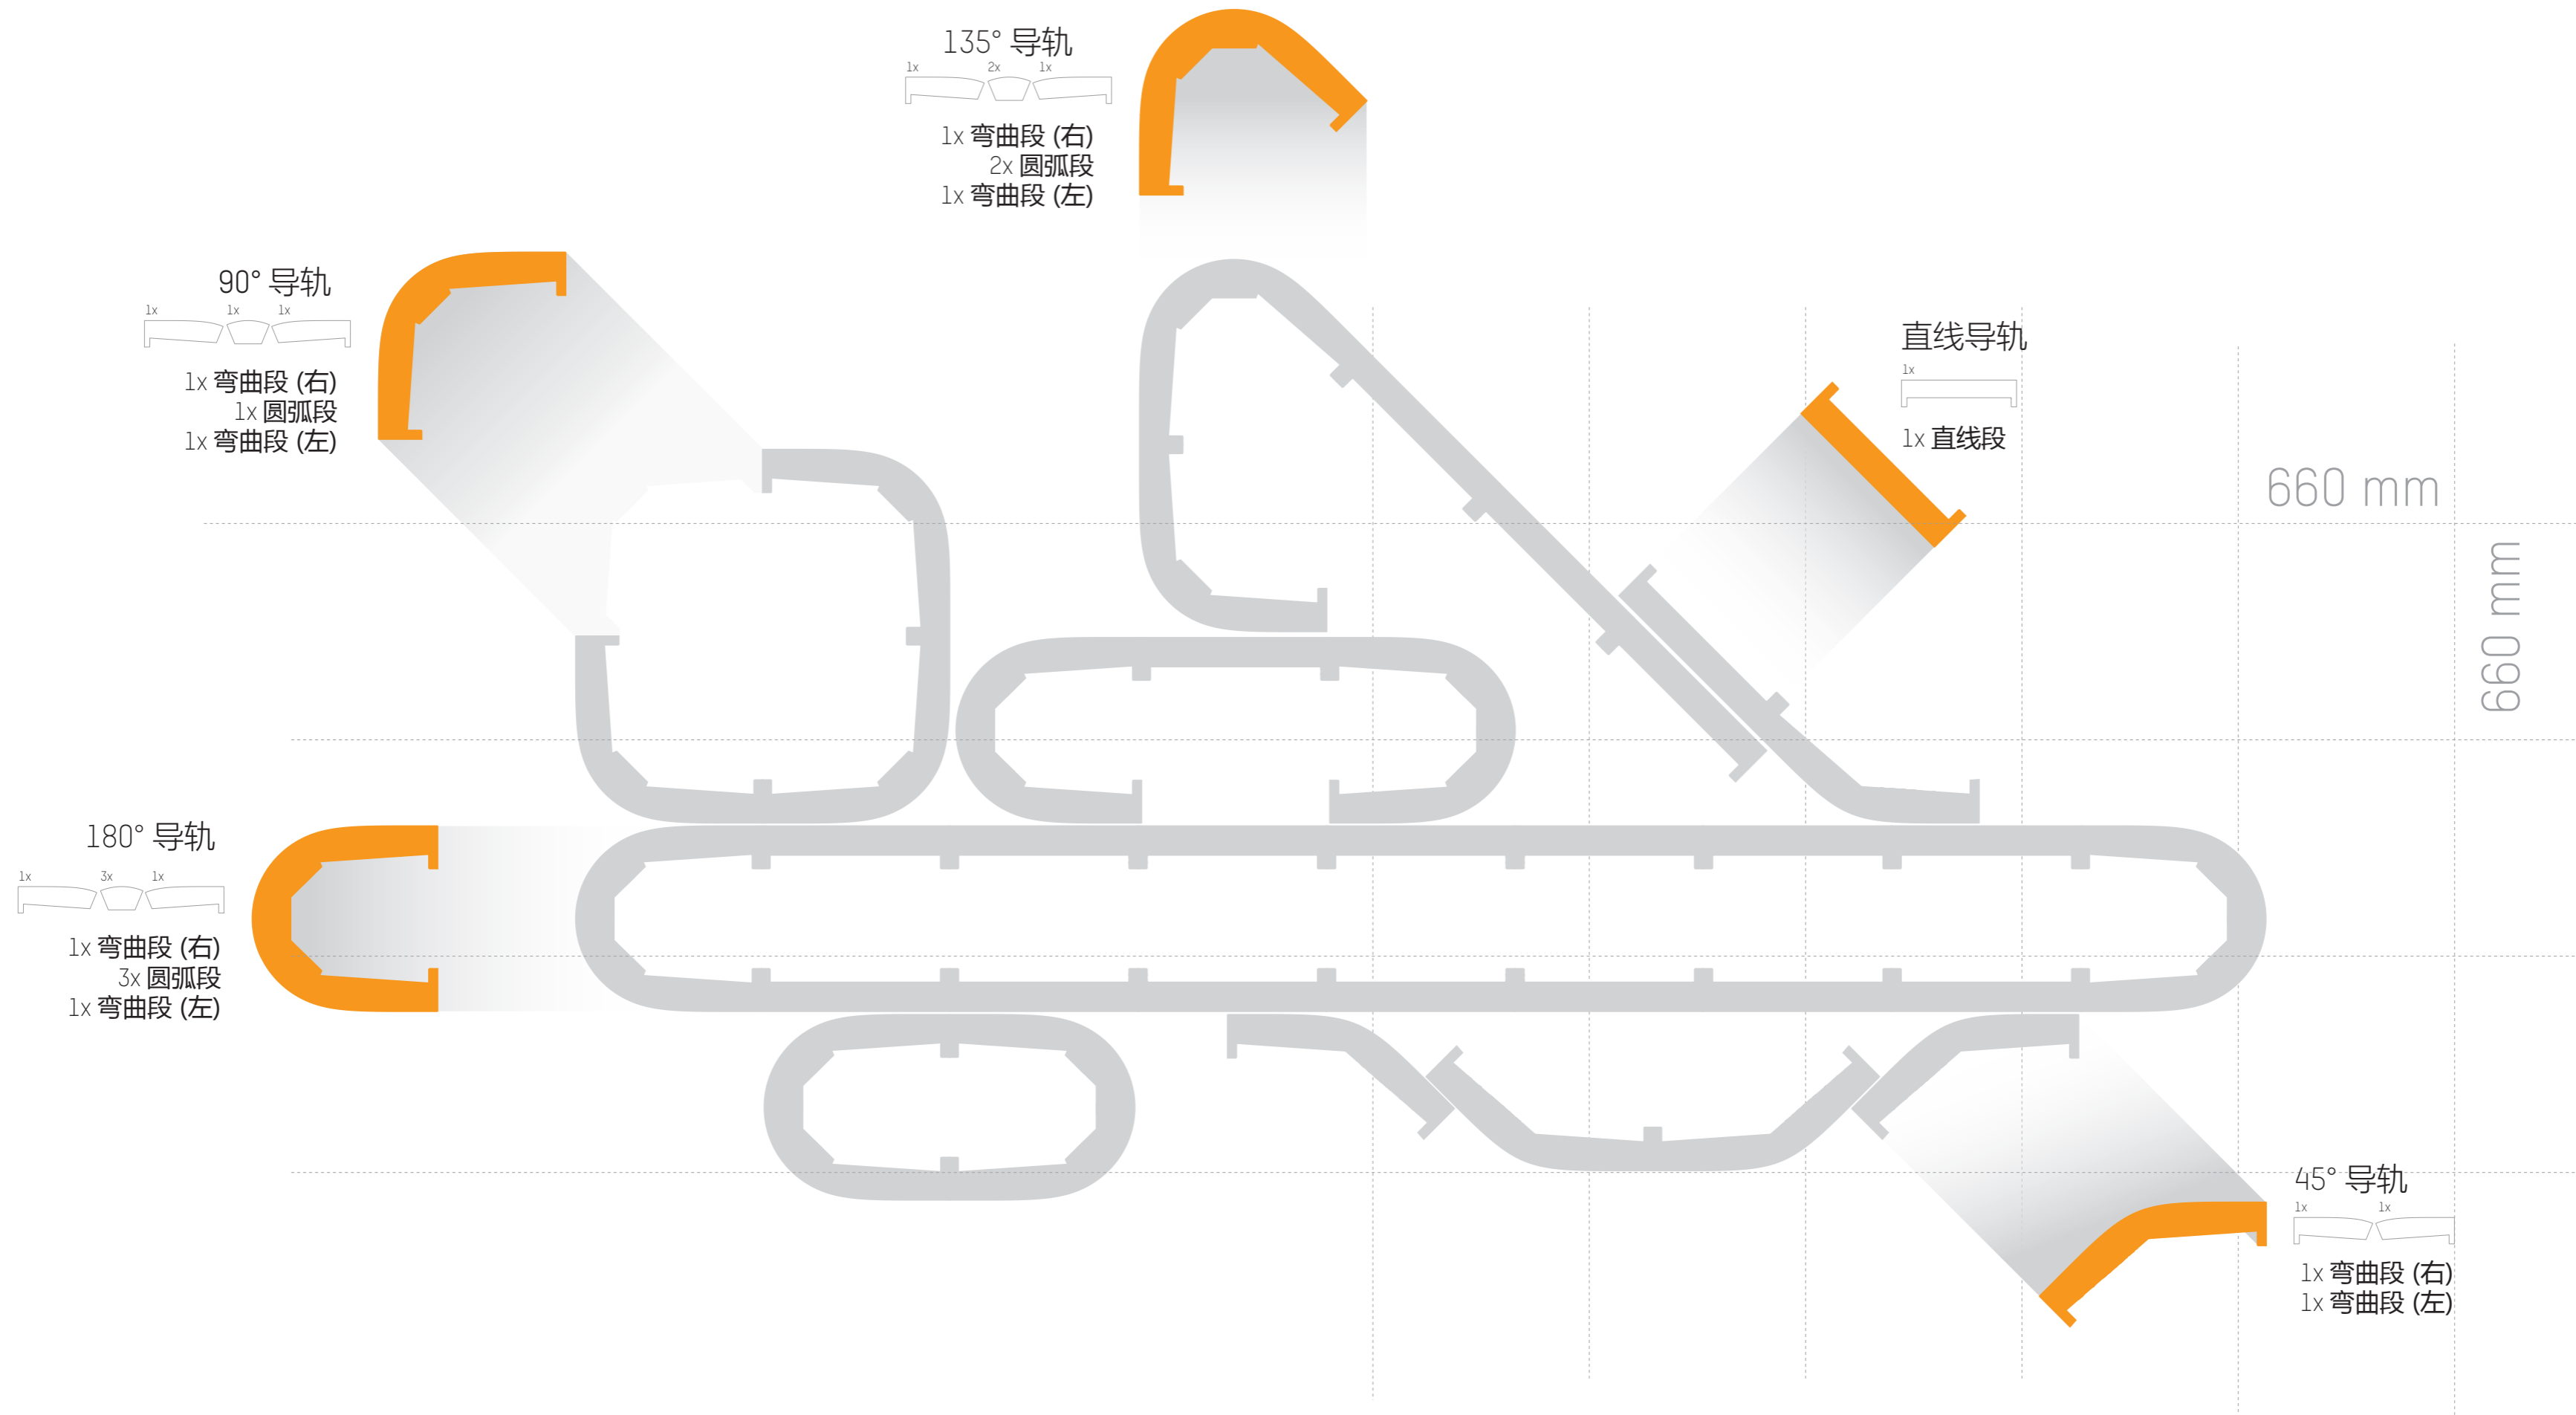 135° 导轨
1x 2x 1x
1x 弯曲段 (右)
2x 圆弧段
1x 弯曲段 (左)
90° 导轨
1x 1x 1x
1x 弯曲段 (右)
1x 圆弧段
1x 弯曲段 (左)
直线导轨
1x
1x 直线段
660 mm
660 mm
180° 导轨
1x 3x 1x
1x 弯曲段 (右)
3x 圆弧段
1x 弯曲段 (左)
45° 导轨
1x 1x
1x 弯曲段 (右)
1x 弯曲段 (左)